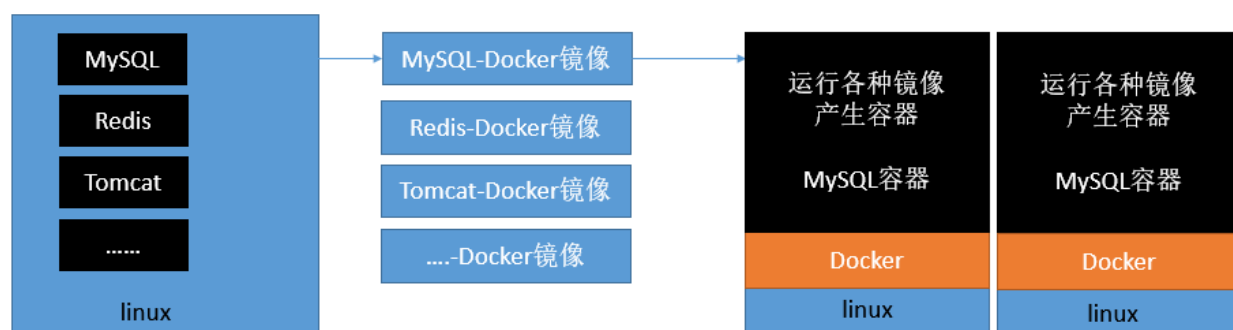 MySQL
Redis
Tomcat
……
linux
MySQL-Docker镜像
Redis-Docker镜像
Tomcat-Docker镜像
….-Docker镜像
运行各种镜像
产生容器
MySQL容器
Docker
linux
运行各种镜像
产生容器
MySQL容器
Docker
linux